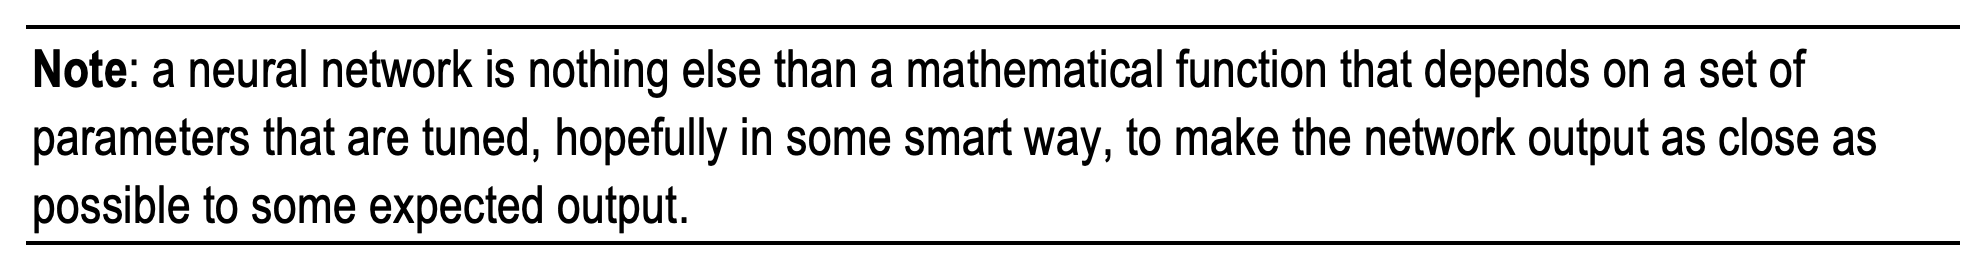 Note: a neural network is nothing else than a mathematical function that depends on a set of
parameters that are tuned, hopefully in some smart way, to make the network output as close as
possible to some expected output.